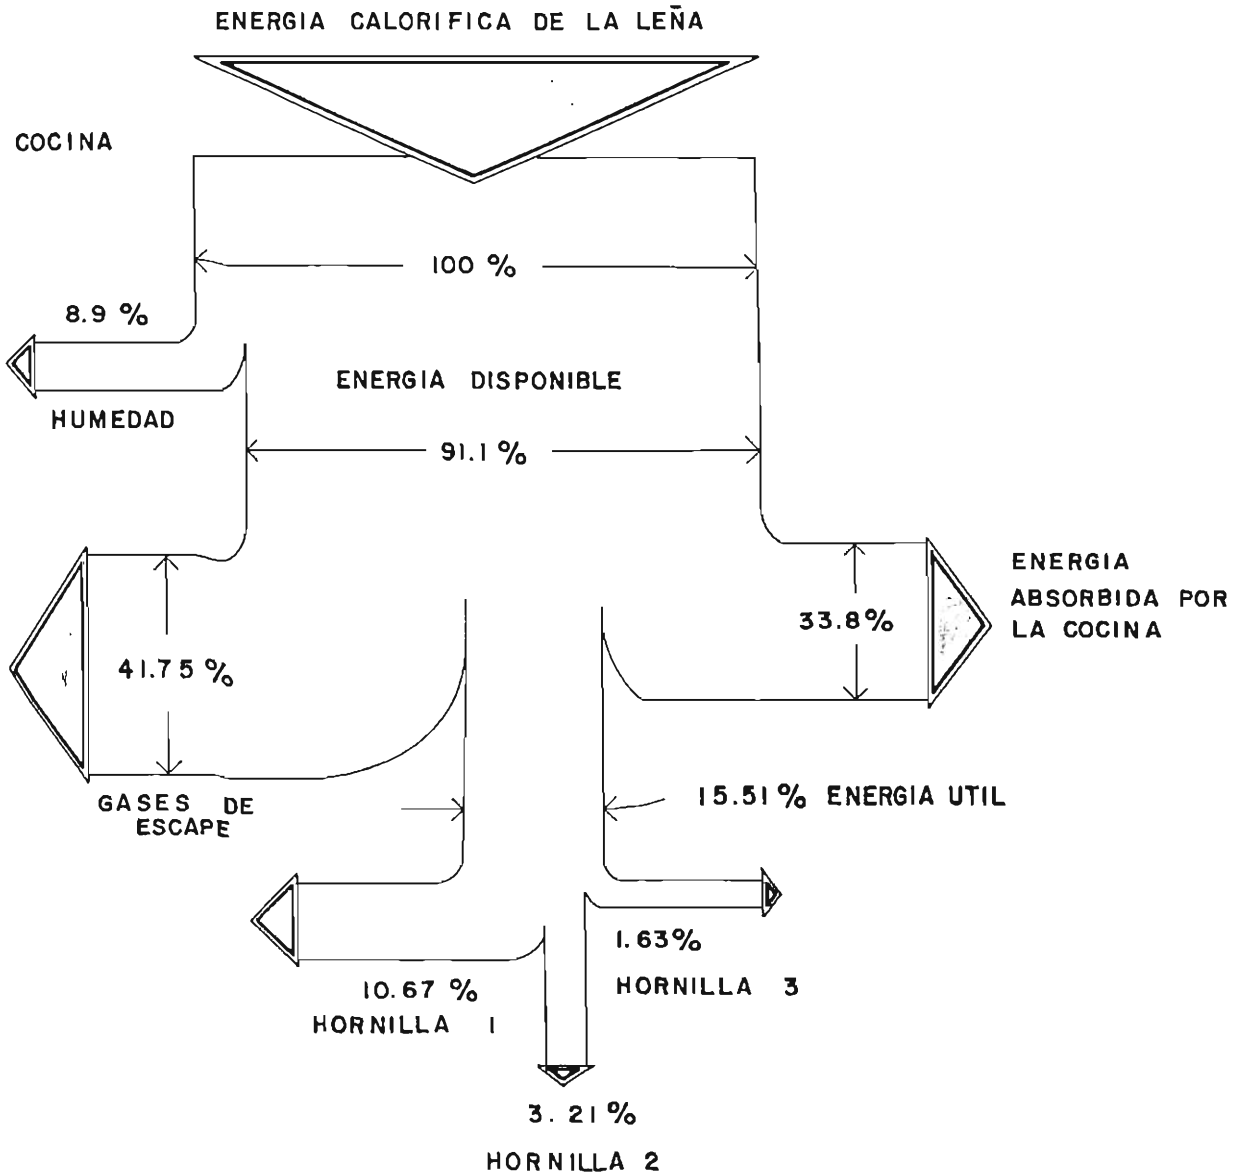 ENERGIA CALORIFICA DE LA LEÑA
COCINA
100 %
8.9 %
HUMEDAD
ENERGIA DISPONIBLE
91.1 %
ENERGIA
ABSORBIDA POR
LA COCINA
33.8%
41.75 %
GASES DE
ESCAPE
15.51% ENERGIA UTIL
1.63%
HORNILLA 3
10.67 %
HORNILLA 1
3.21%
HORNILLA 2